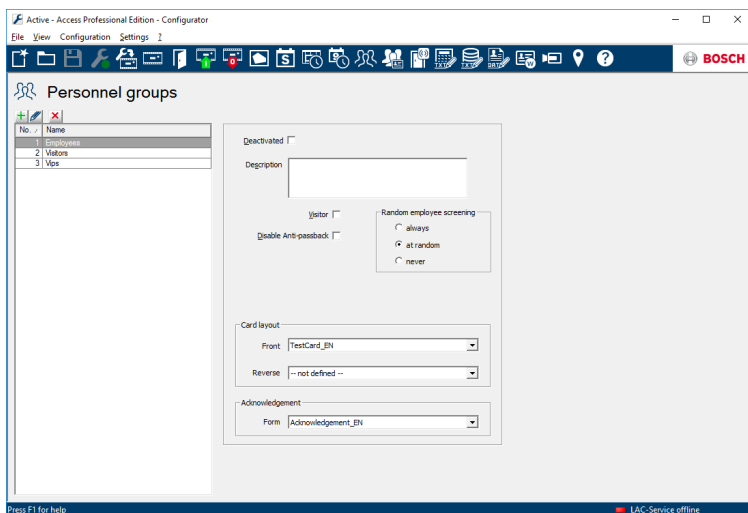 Active - Access Professional Edition - Configurator
File View Configuration Settings ?
BOSCH
Personnel groups
No. / Name
1 Employees
2 Visitors
3 Vips
Deactivated
Description
Visitor
Disable Anti-passback
Random employee screening
always
at random
never
Card layout
Front TestCard_EN
Reverse -- not defined --
Acknowledgement
Form Acknowledgement_EN
Press F1 for help LAC-Service offline